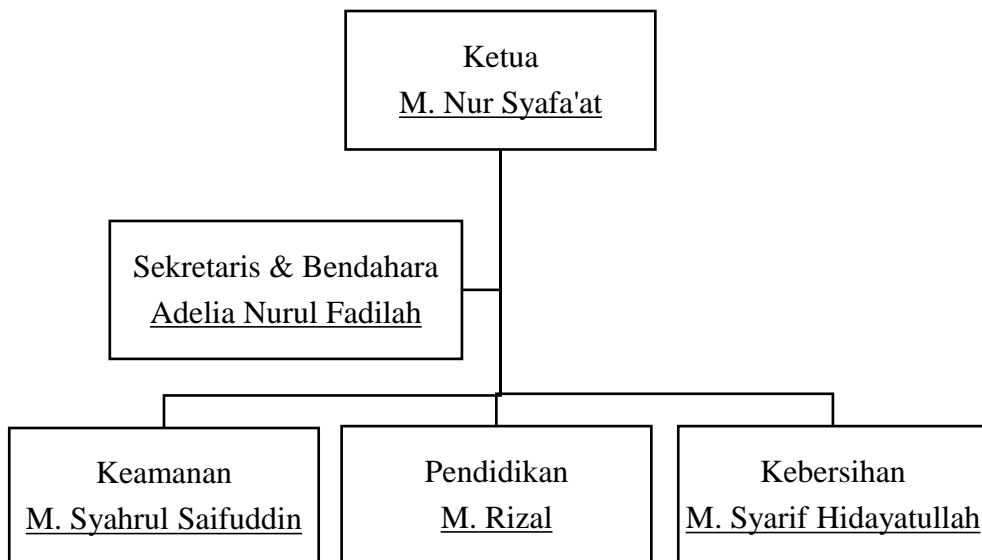 Ketua
M. Nur Syafa'at
Sekretaris & Bendahara
Adelia Nurul Fadilah
Keamanan
M. Syahrul Saifuddin
Pendidikan
M. Rizal
Kebersihan
M. Syarif Hidayatullah